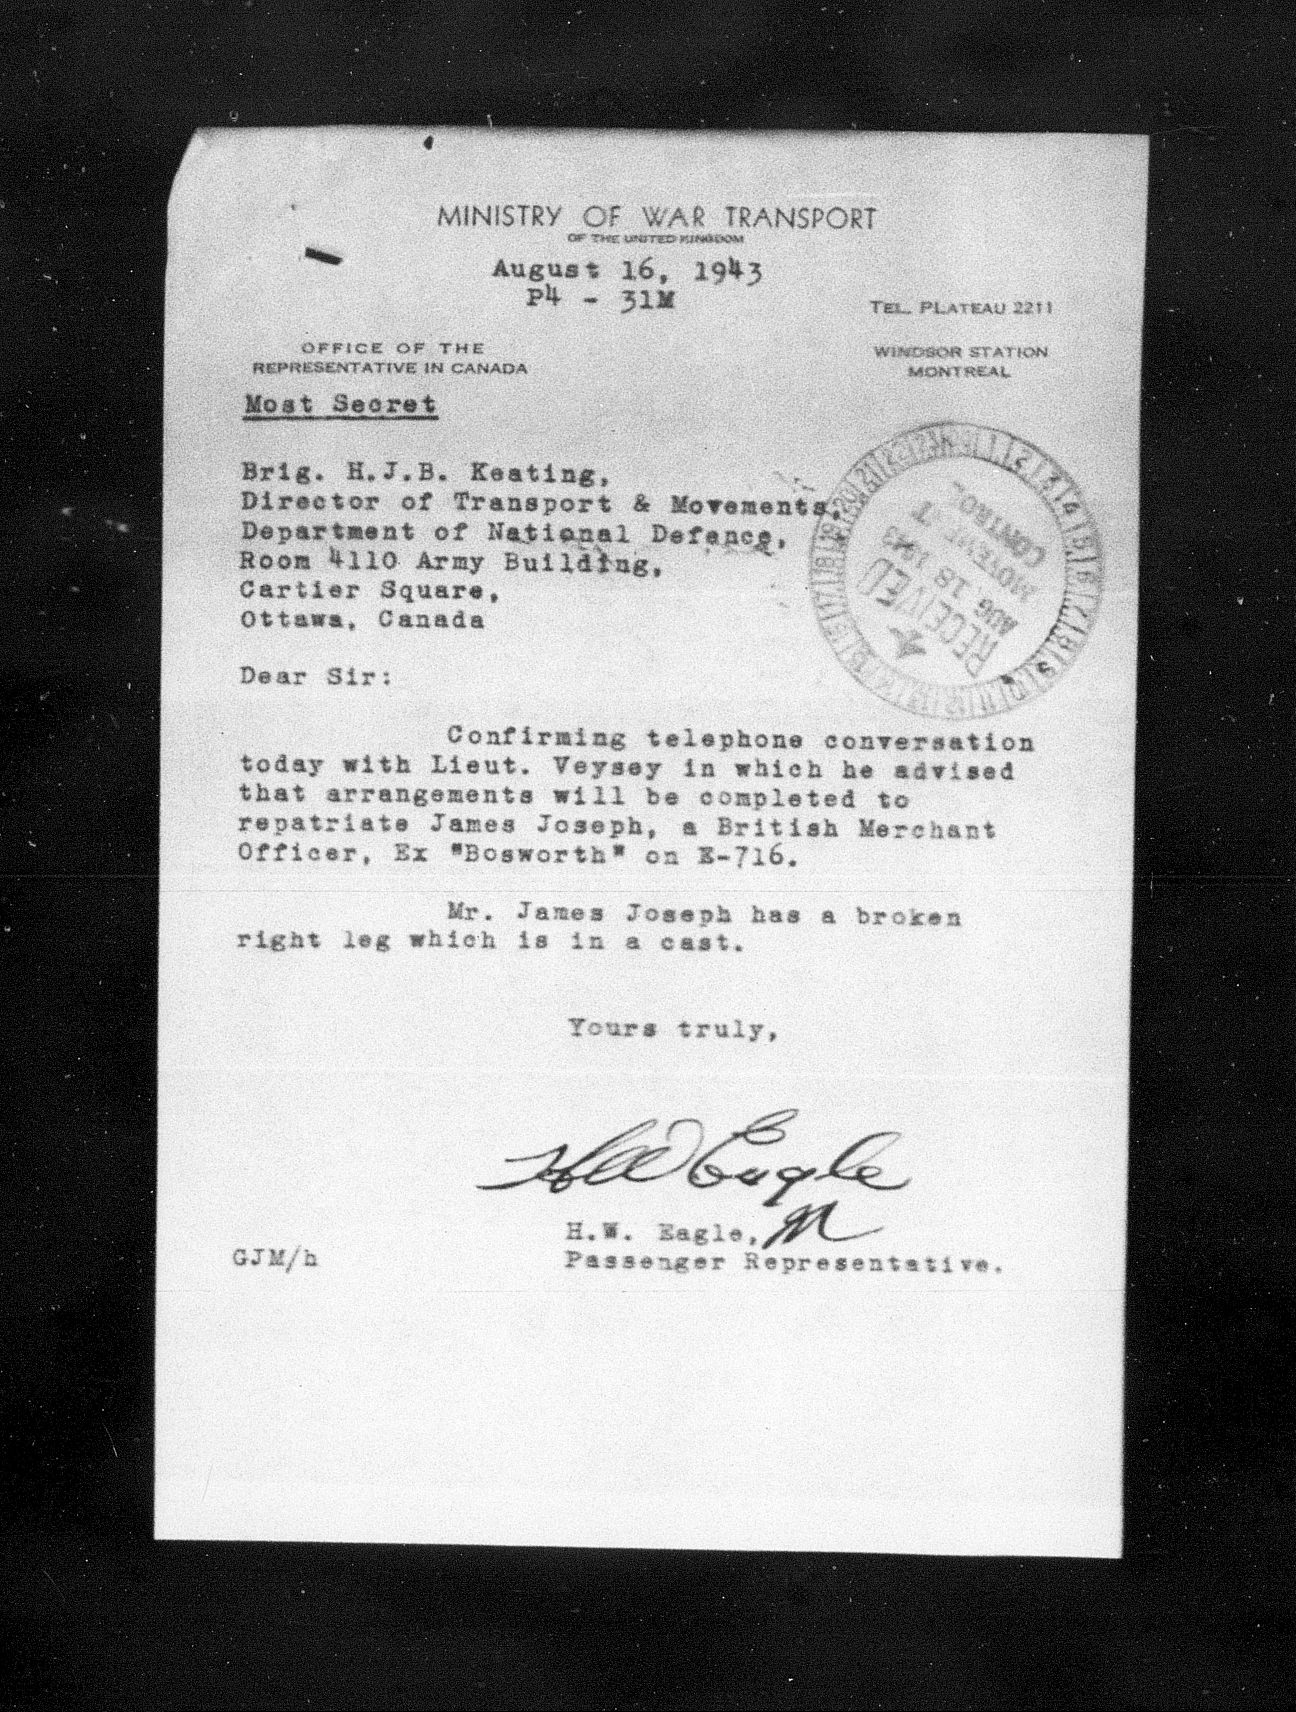 MINISTRY OF WAR TRANSPORT
OF THE UNITED KINGDOM
August 16, 1943
P4 - 31M
TEL. PLATEAU 2211
OFFICE OF THE
REPRESENTATIVE IN CANADA
WINDSOR STATION
MONTREAL
Most Secret
Brig. H.J.B. Keating,
Director of Transport & Movements,
Department of National Defence,
Room 4110 Army Building,
Cartier Square,
Ottawa, Canada
RECEIVED
AUG 18 1943
MOVEMENT
CONTROL
Dear Sir:
Confirming telephone conversation
today with Lieut. Veysey in which he advised
that arrangements will be completed to
repatriate James Joseph, a British Merchant
Officer, Ex "Bosworth" on E-716.
Mr. James Joseph has a broken
right leg which is in a cast.
Yours truly,
HW Eagle
H.W. Eagle,
GJM/h
Passenger Representative.